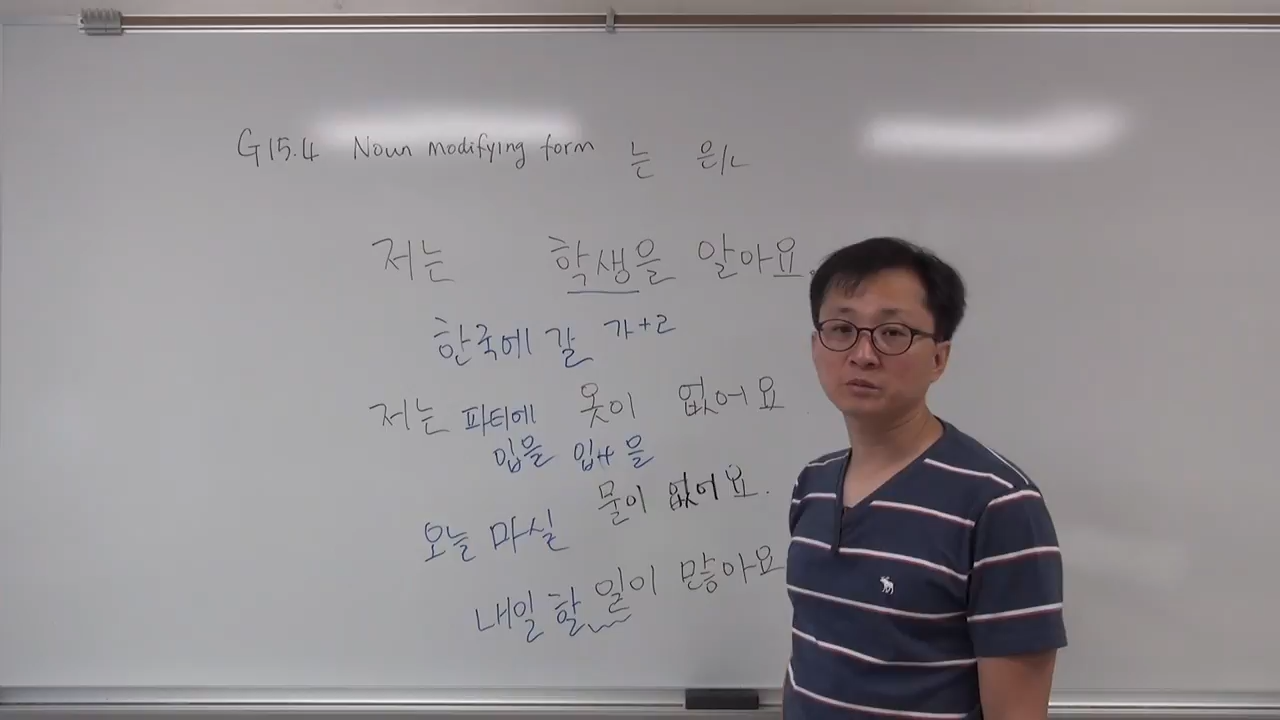 G15.4 Noun modifying form 는 은/ㄴ
저는 학생을 알아요.
한국에 갈 가+ㄹ
저는 파티에 옷이 없어요
입을 입+을
물이 없어요.
오늘 마실
내일 할 일이 많아요